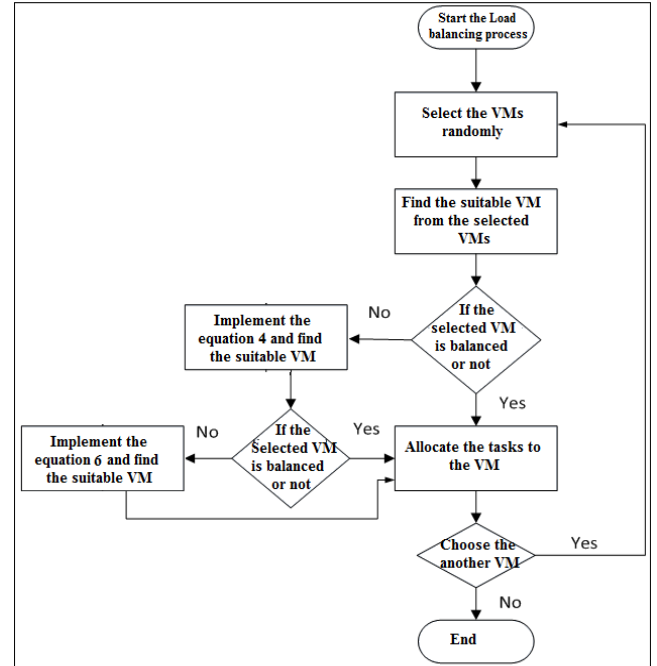 Start the Load
balancing process
Select the VMs
randomly
Find the suitable VM
from the selected
VMs
If the
selected VM
is balanced
or not
No
Yes
Implement the
equation 4 and find
the suitable VM
If the
Selected VM
is balanced
or not
No
Yes
Implement the
equation 6 and find
the suitable VM
Allocate the tasks to
the VM
Choose the
another VM
Yes
No
End